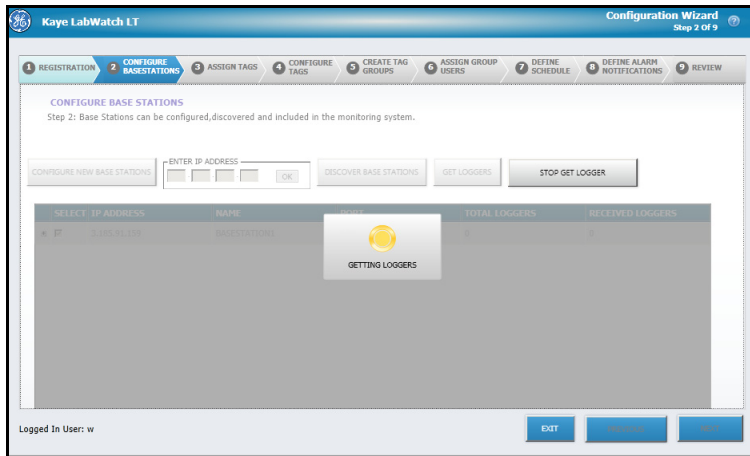 Kaye LabWatch LT
Configuration Wizard
Step 2 Of 9
1 REGISTRATION
2 CONFIGURE BASESTATIONS
3 ASSIGN TAGS
4 CONFIGURE TAGS
5 CREATE TAG GROUPS
6 ASSIGN GROUP USERS
7 DEFINE SCHEDULE
8 DEFINE ALARM NOTIFICATIONS
9 REVIEW
CONFIGURE BASE STATIONS
Step 2: Base Stations can be configured,discovered and included in the monitoring system.
CONFIGURE NEW BASE STATIONS
ENTER IP ADDRESS
OK
DISCOVER BASE STATIONS
GET LOGGERS
STOP GET LOGGER
SELECT IP ADDRESS NAME TOTAL LOGGERS RECEIVED LOGGERS
GETTING LOGGERS
Logged In User: w
EXIT